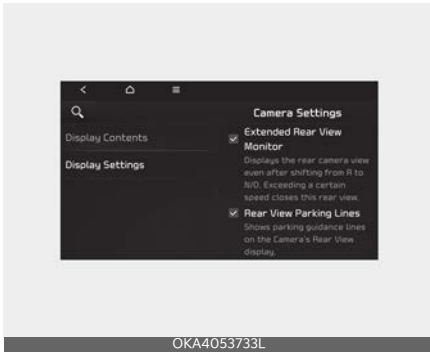 Camera Settings
Display Contents
Display Settings
Extended Rear View
Monitor
Displays the rear camera view
even after shifting from R to
N/D. Exceeding a certain
speed closes this rear view.
Rear View Parking Lines
Shows parking guidance lines
on the Camera's Rear View
display.
OKA4053733L